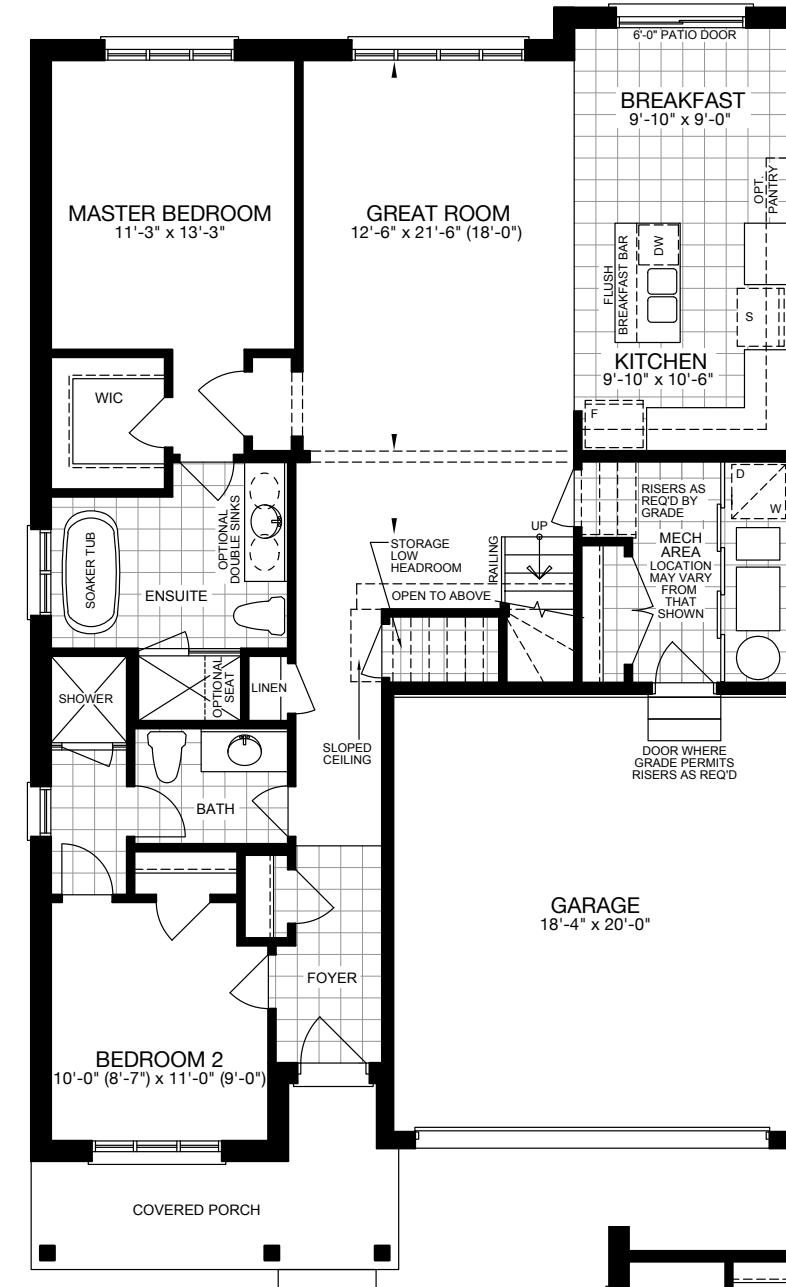 6'-0" PATIO DOOR
BREAKFAST
9'-10" x 9'-0"
OPT.
PANTRY
MASTER BEDROOM
11'-3" x 13'-3"
GREAT ROOM
12'-6" x 21'-6" (18'-0")
FLUSH
BREAKFAST BAR
DW
S
KITCHEN
9'-10" x 10'-6"
F
WIC
OPTIONAL
DOUBLE SINKS
SOAKER TUB
ENSUITE
STORAGE
LOW
HEADROOM
RAILING
UP
OPEN TO ABOVE
RISERS AS
REQ'D BY
GRADE
D
W
MECH
AREA
LOCATION
MAY VARY
FROM
THAT
SHOWN
SHOWER
OPTIONAL
SEAT
LINEN
SLOPED
CEILING
DOOR WHERE
GRADE PERMITS
RISERS AS REQ'D
BATH
GARAGE
18'-4" x 20'-0"
FOYER
BEDROOM 2
10'-0" (8'-7") x 11'-0" (9'-0")
COVERED PORCH